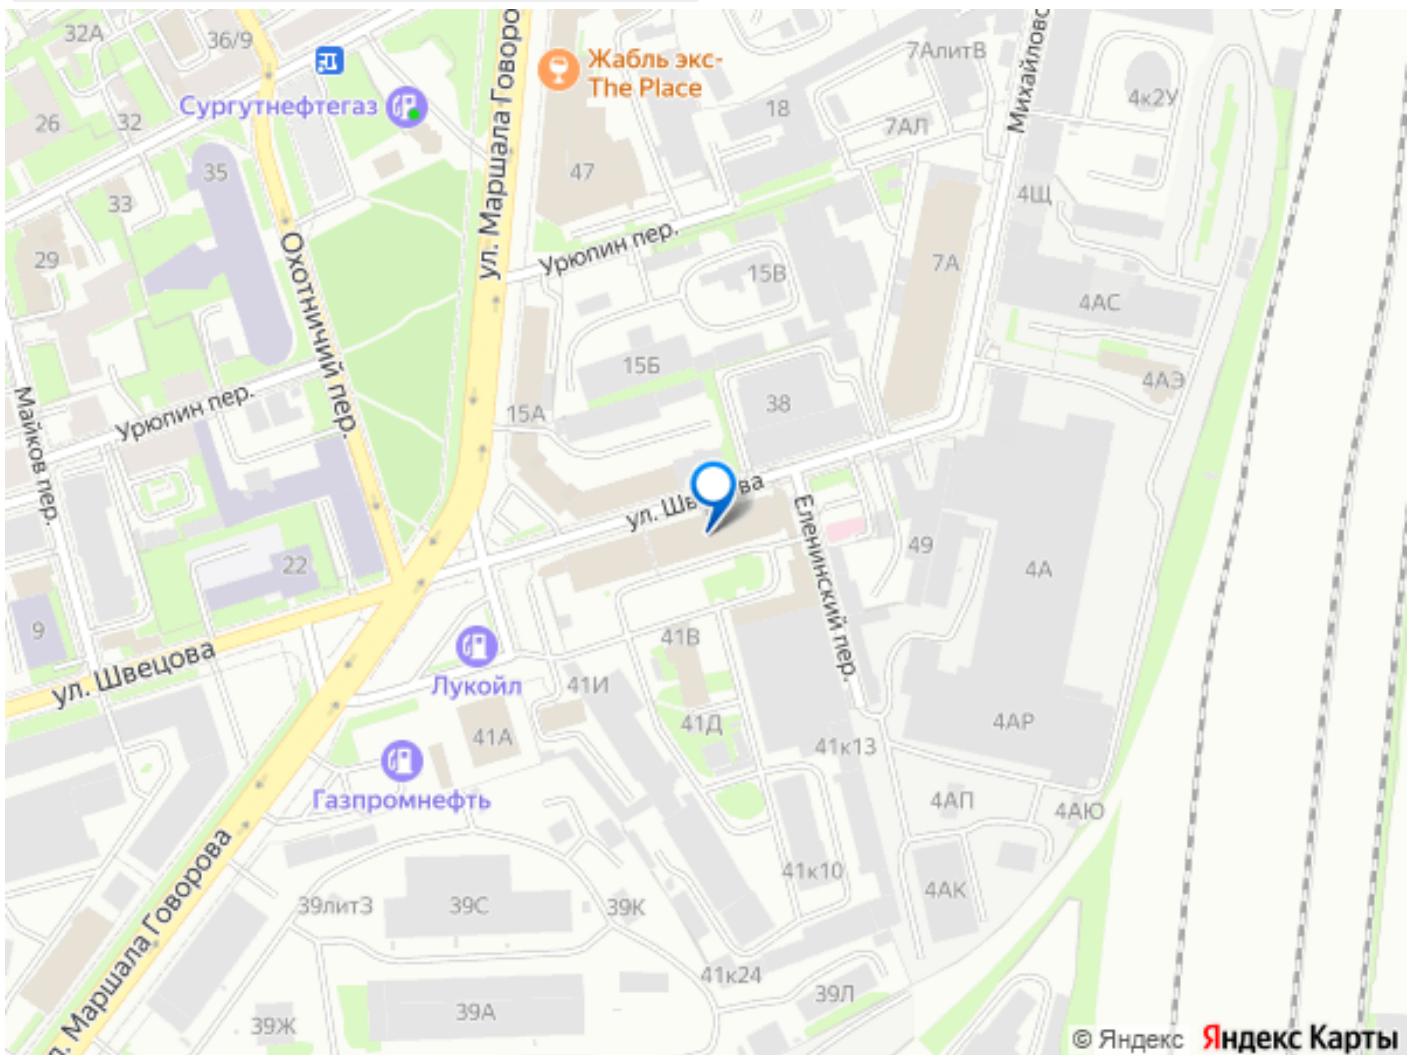 32А
36/9
ул. Маршала Говоро
Жабль экс-
The Place
7АлитВ
Михайловс
Сургутнефтегаз
4к2У
26
32
18
7АЛ
35
47
33
4Щ
29
Урюпин пер.
7А
15В
4АС
Охотничий пер.
15Б
4АЭ
Майков пер.
Урюпин пер.
15А
38
ул. Шв ва
Еленинский пер.
22
49
4А
9
41В
ул. Швецова
Лукойл
41И
41Д
4АР
41А
41к13
Газпромнефть
4АП
4АЮ
41к10
4АК
39литЗ
39С
39К
ул. Маршала Говорова
41к24
39Л
39Ж
39А
© Яндекс Яндекс Карты